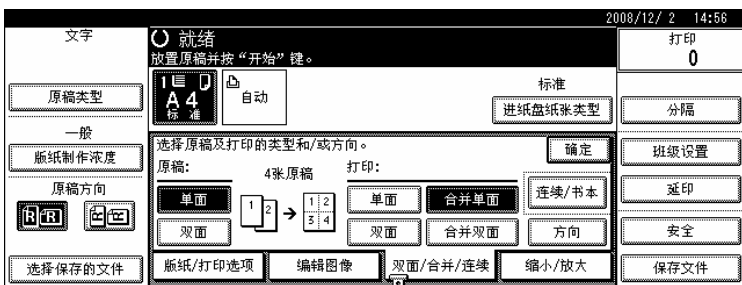 2008/12/ 2 14:56
文字
原稿类型
一般
版纸制作浓度
原稿方向
R R
R R
选择保存的文件
就绪
放置原稿并按“开始”键。
1
A4
标准
自动
标准
进纸盘纸张类型
选择原稿及打印的类型和/或方向。
确定
原稿:
4张原稿
打印:
单面
双面
1 2
1 2
3 4
单面
合并单面
连续/书本
双面
合并双面
方向
版纸/打印选项
编辑图像
双面/合并/连续
缩小/放大
打印
0
分隔
班级设置
延印
安全
保存文件